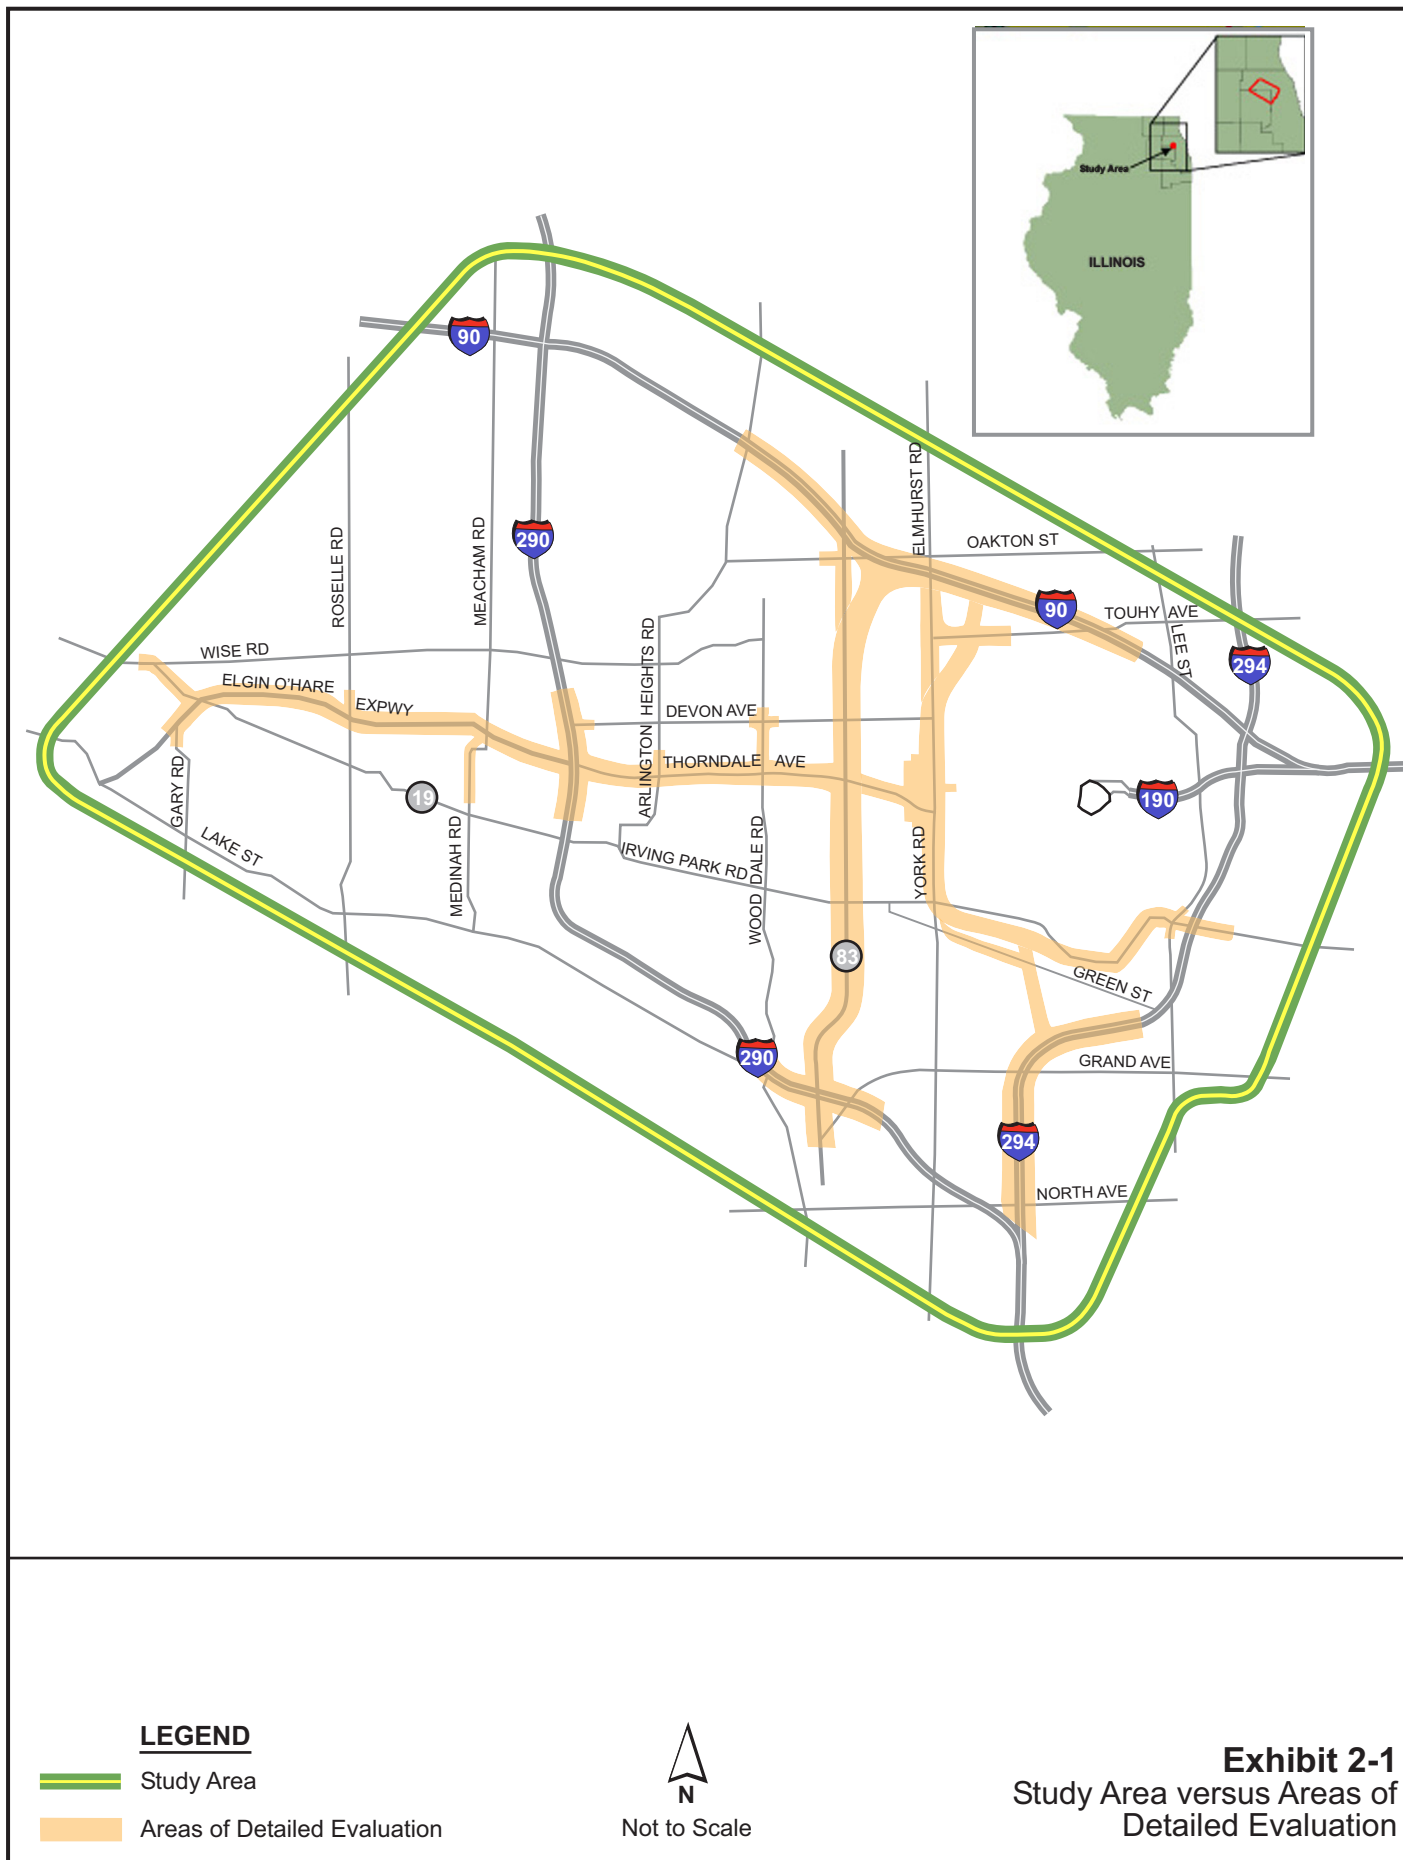 Study Area
ILLINOIS
90
ELMHURST RD
OAKTON ST
290
ROSELLE RD
MEACHAM RD
90
TOUHY AVE
LEE ST
294
WISE RD
ARLINGTON HEIGHTS RD
ELGIN O'HARE EXPWY
DEVON AVE
THORNDALE AVE
GARY RD
19
190
LAKE ST
MEDINAH RD
IRVING PARK RD
WOOD DALE RD
YORK RD
83
GREEN ST
290
GRAND AVE
294
NORTH AVE
LEGEND
Study Area
Areas of Detailed Evaluation
N
Not to Scale
Exhibit 2-1
Study Area versus Areas of
Detailed Evaluation